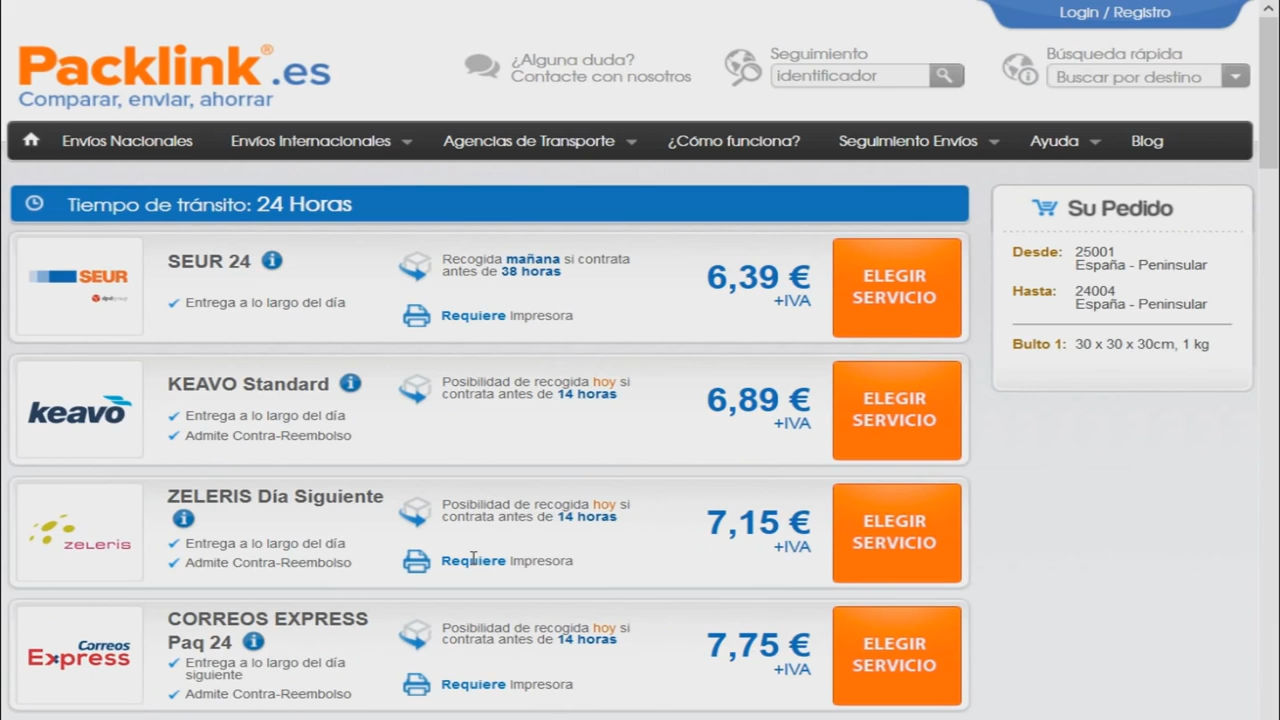 Login / Registro
Packlink®.es
Comparar, enviar, ahorrar
¿Alguna duda?
Contacte con nosotros
Seguimiento
identificador
Búsqueda rápida
Buscar por destino
Envíos Nacionales Envíos Internacionales Agencias de Transporte ¿Cómo funciona? Seguimiento Envíos Ayuda Blog
Tiempo de tránsito: 24 Horas
Su Pedido
Desde: 25001
España - Peninsular
Hasta: 24004
España - Peninsular
Bulto 1: 30 x 30 x 30cm, 1 kg
SEUR
dpdgroup
SEUR 24
Entrega a lo largo del día
Recogida mañana si contrata
antes de 38 horas
Requiere Impresora
6,39 €
+IVA
ELEGIR
SERVICIO
keavo
KEAVO Standard
Entrega a lo largo del día
Admite Contra-Reembolso
Posibilidad de recogida hoy si
contrata antes de 14 horas
6,89 €
+IVA
ELEGIR
SERVICIO
zeleris
ZELERIS Día Siguiente
Entrega a lo largo del día
Admite Contra-Reembolso
Posibilidad de recogida hoy si
contrata antes de 14 horas
Requiere Impresora
7,15 €
+IVA
ELEGIR
SERVICIO
Correos
Express
CORREOS EXPRESS
Paq 24
Entrega a lo largo del día
siguiente
Admite Contra-Reembolso
Posibilidad de recogida hoy si
contrata antes de 14 horas
Requiere Impresora
7,75 €
+IVA
ELEGIR
SERVICIO